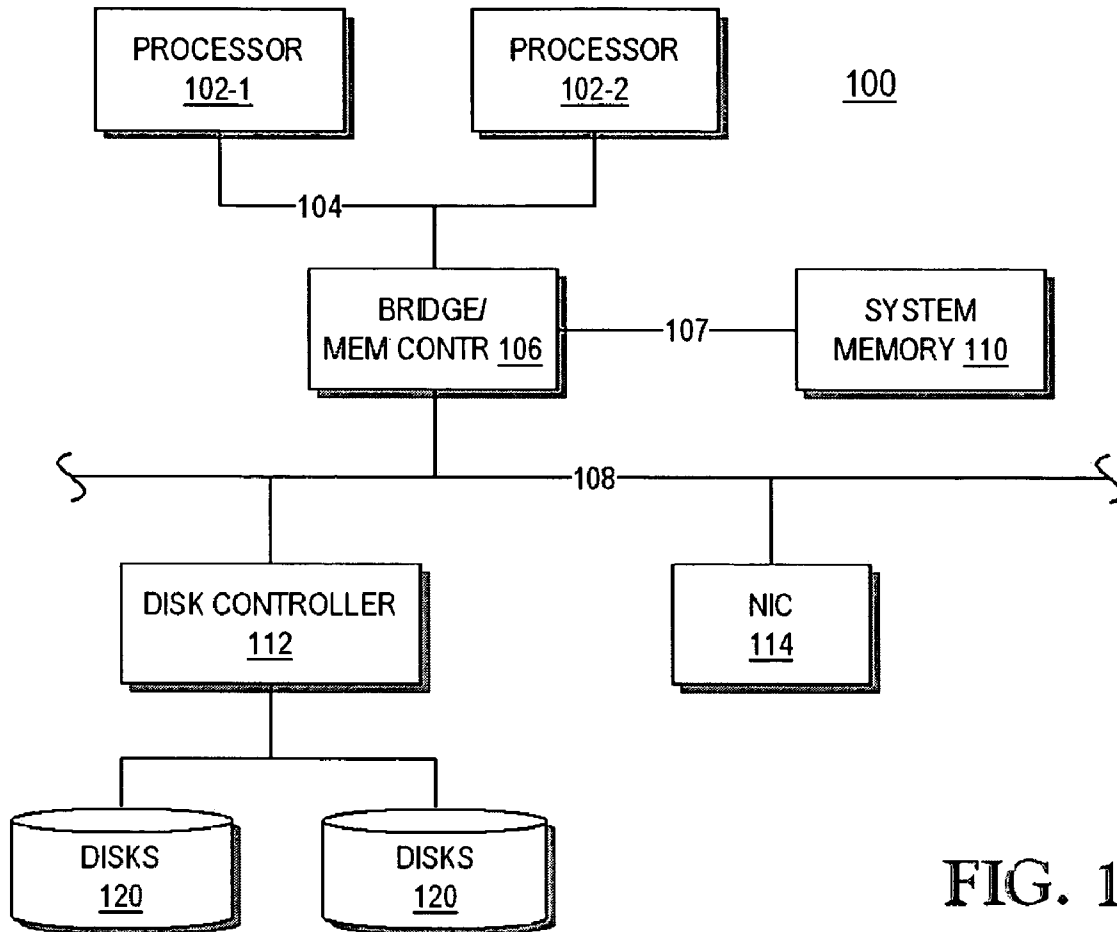 PROCESSOR
102-1
PROCESSOR
102-2
100
104
BRIDGE/
MEM CONTR 106
107
SYSTEM
MEMORY 110
108
DISK CONTROLLER
112
NIC
114
DISKS
120
DISKS
120
FIG. 1